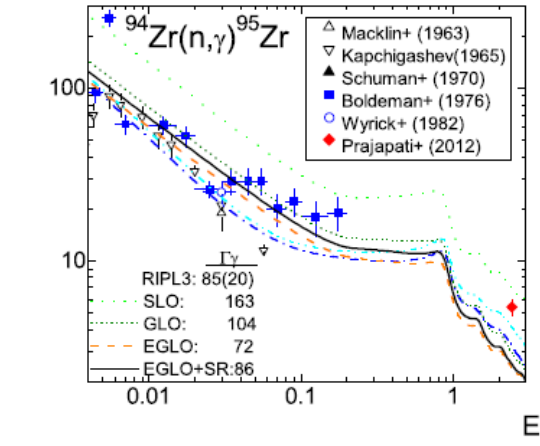 ⁹⁴Zr(n,γ)⁹⁵Zr
Macklin+ (1963)
Kapchigashev(1965)
Schuman+ (1970)
Boldeman+ (1976)
Wyrick+ (1982)
Prajapati+ (2012)
100
10
Γγ
RIPL3: 85(20)
SLO: 163
GLO: 104
EGLO: 72
EGLO+SR:86
0.01 0.1 1
E